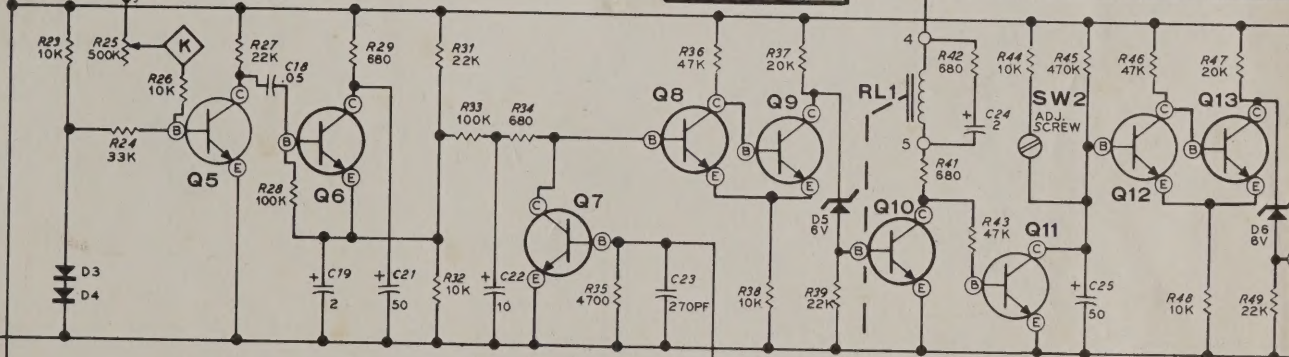 R23
10K
R25
500K
K
R26
10K
R27
22K
C18
.05
R29
680
R31
22K
R33
100K
R34
680
R36
47K
R37
20K
4
R42
680
R44
10K
R45
470K
R46
47K
R47
20K
RL1
SW2
ADJ.
SCREW
C24
+
2
5
R41
680
R24
33K
B
C
E
Q5
R28
100K
B
C
E
Q6
B
C
E
Q7
B
C
E
Q8
B
C
E
Q9
D5
6V
B
C
E
Q10
R43
47K
B
C
E
Q11
B
C
E
Q12
B
C
E
Q13
D6
6V
D3
D4
+
C19
2
+
C21
50
R32
10K
+
C22
10
R35
4700
C23
270PF
R38
10K
R39
22K
+
C25
50
R48
10K
R49
22K